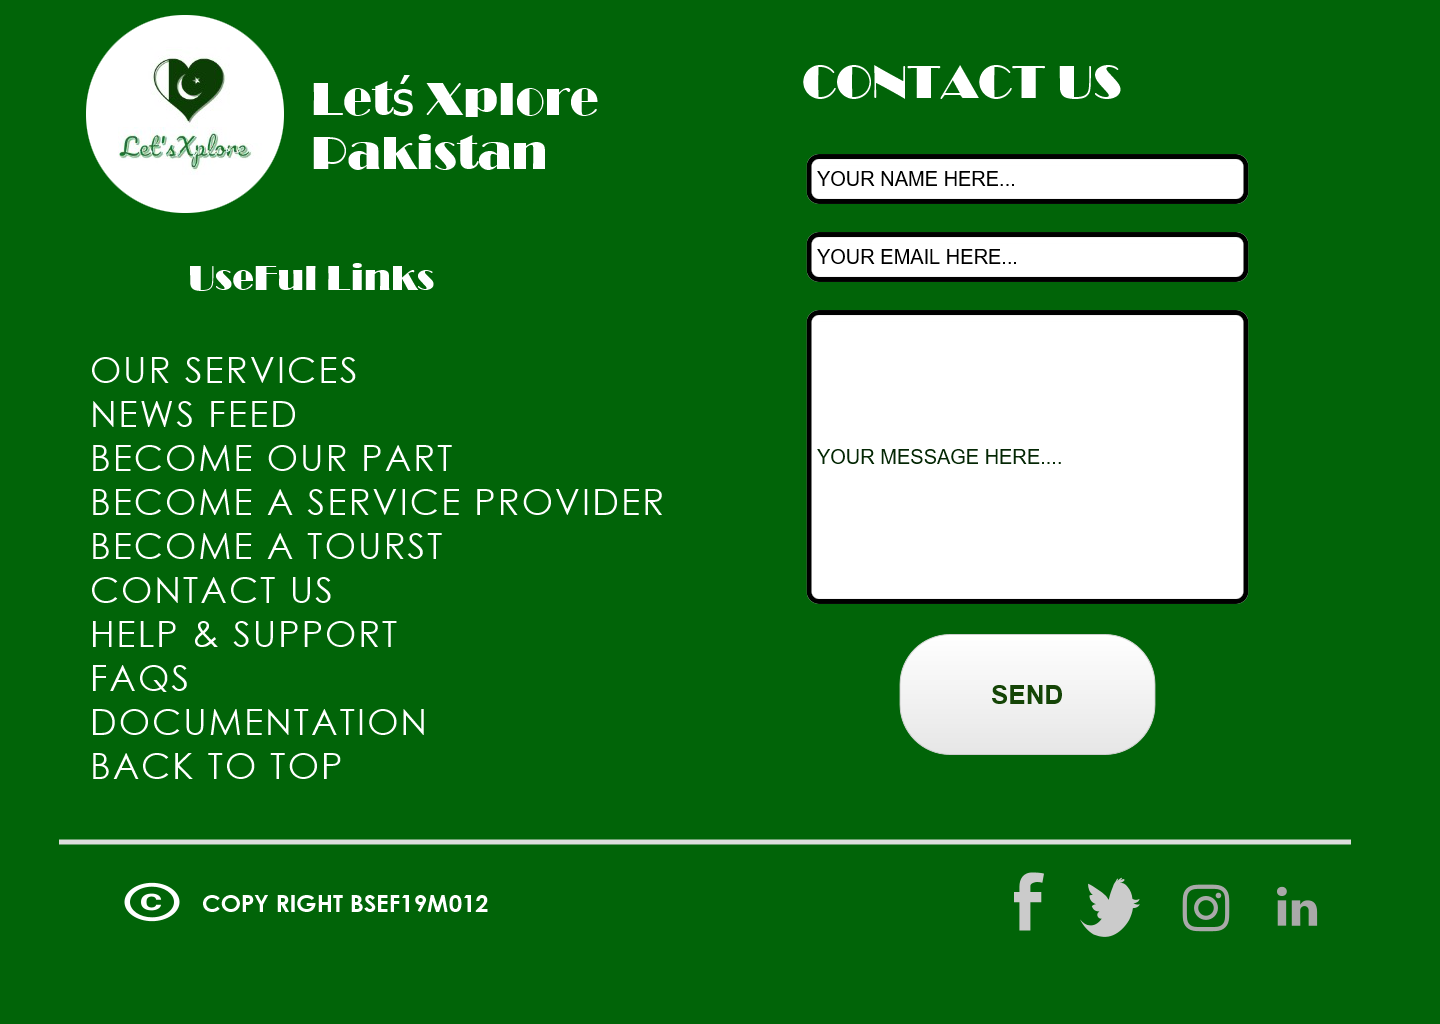 Let'sXplore
Letś Xplore
Pakistan
UseFul Links
OUR SERVICES
NEWS FEED
BECOME OUR PART
BECOME A SERVICE PROVIDER
BECOME A TOURST
CONTACT US
HELP & SUPPORT
FAQS
DOCUMENTATION
BACK TO TOP
CONTACT US
YOUR NAME HERE...
YOUR EMAIL HERE...
YOUR MESSAGE HERE....
SEND
© COPY RIGHT BSEF19M012